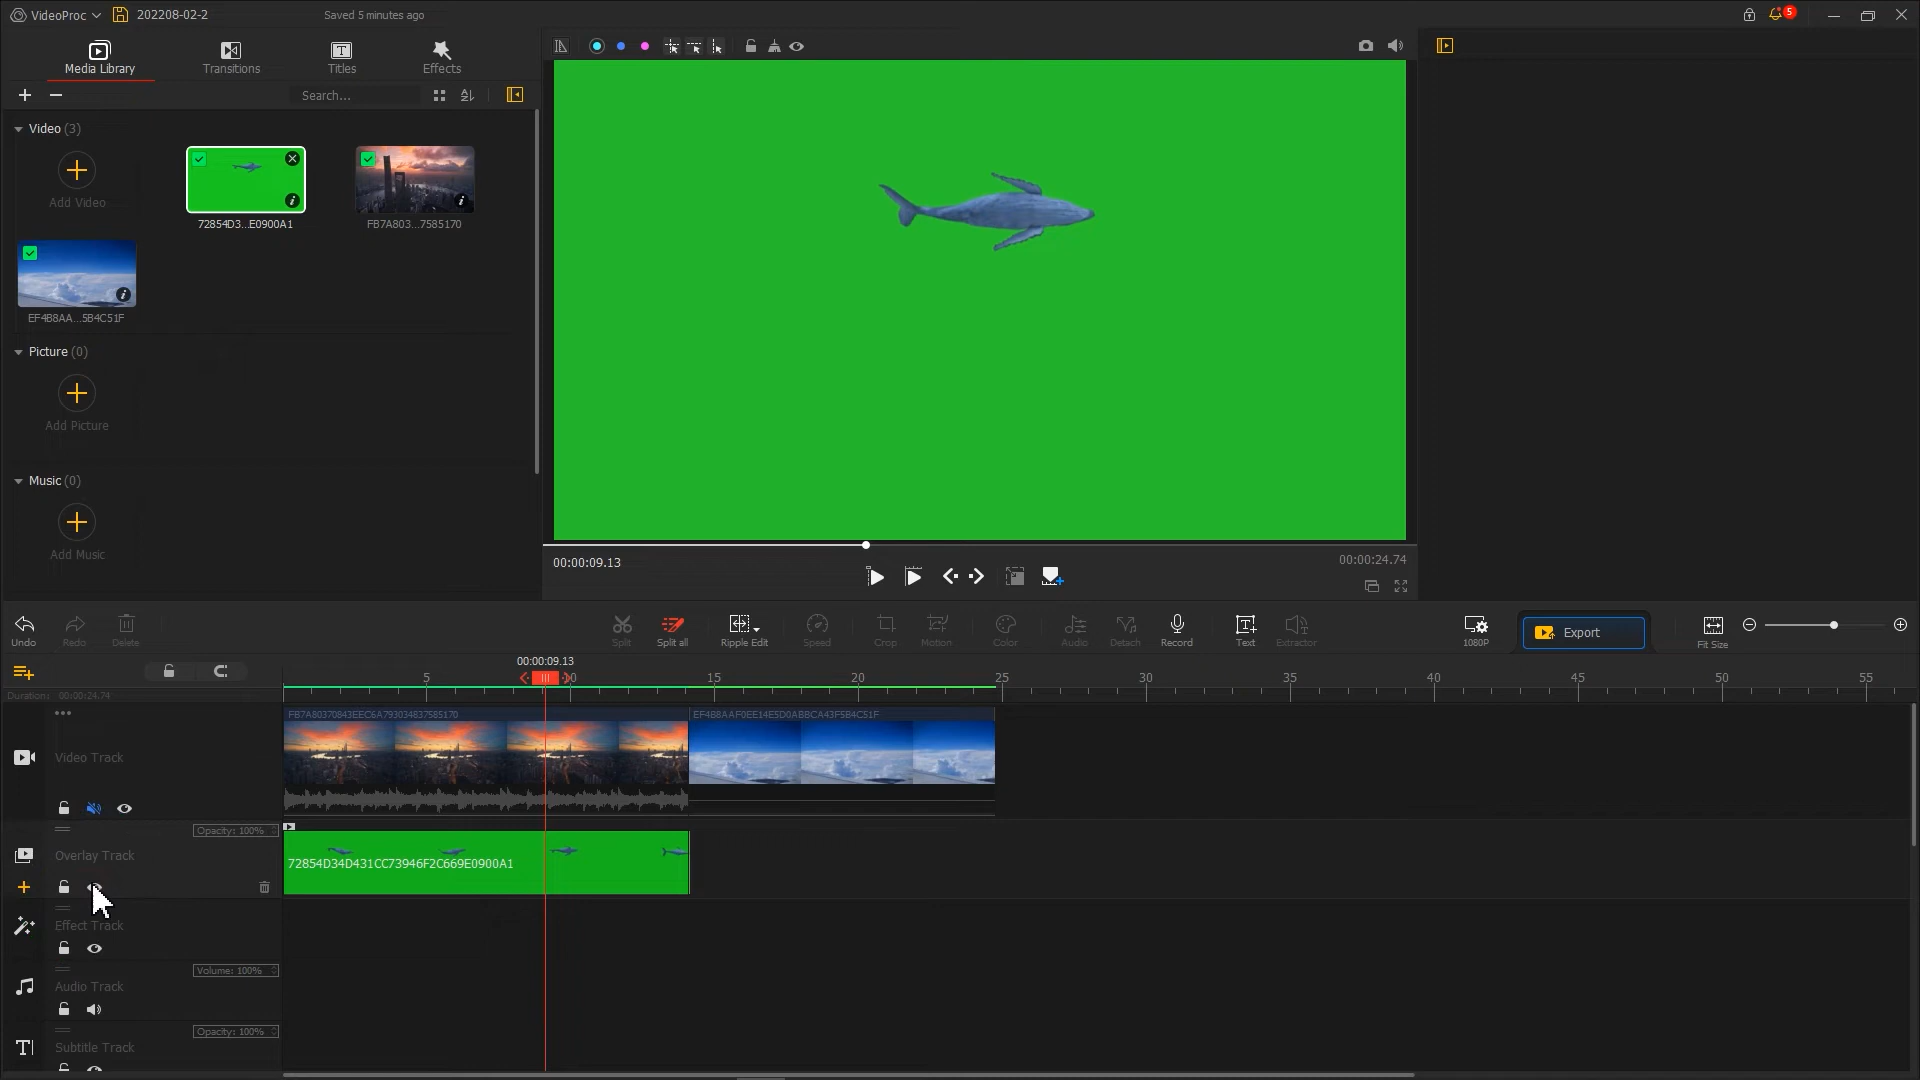 VideoProc
202208-02-2
Saved 5 minutes ago
5
Media Library
Transitions
Titles
Effects
Search...
Video (3)
Add Video
72854D3...E0900A1
FB7A803...7585170
EF4B8AA...5B4C51F
Picture (0)
Add Picture
Music (0)
Add Music
00:00:09.13
00:00:24.74
Undo
Redo
Delete
Split
Split all
Ripple Edit
Speed
Crop
Motion
Color
Audio
Detach
Record
Text
Extractor
1080P
Export
Fit Size
00:00:09.13
5
15
20
25
30
35
40
45
50
55
Duration: 00:00:24.74
FB7A80370843EEC6A793034837585170
EF4B8AAF0EE14E5D0ABBCA43F5B4C51F
Video Track
Opacity: 100%
Overlay Track
72854D34D431CC73946F2C669E0900A1
Effect Track
Volume: 100%
Audio Track
Opacity: 100%
Subtitle Track